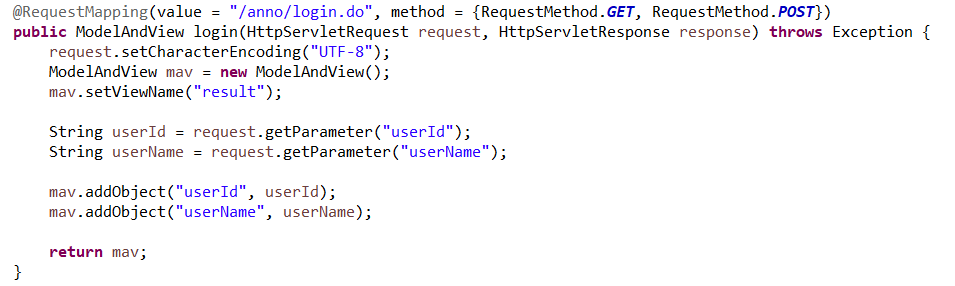 @RequestMapping(value = "/anno/login.do", method = {RequestMethod.GET, RequestMethod.POST})
public ModelAndView login(HttpServletRequest request, HttpServletResponse response) throws Exception {
    request.setCharacterEncoding("UTF-8");
    ModelAndView mav = new ModelAndView();
    mav.setViewName("result");

    String userId = request.getParameter("userId");
    String userName = request.getParameter("userName");

    mav.addObject("userId", userId);
    mav.addObject("userName", userName);

    return mav;
}